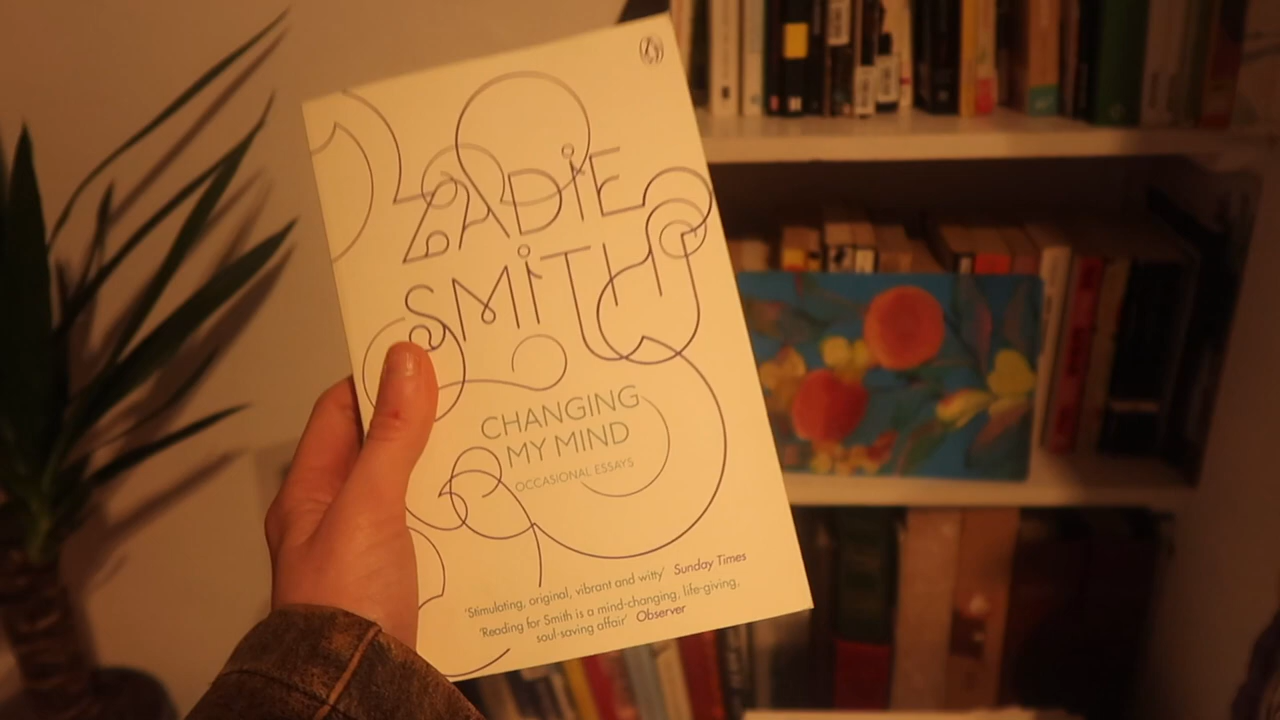 ZADIE
SMITH
CHANGING
MY MIND
OCCASIONAL ESSAYS
'Stimulating, original, vibrant and witty' Sunday Times
'Reading for Smith is a mind-changing, life-giving,
soul-saving affair' Observer